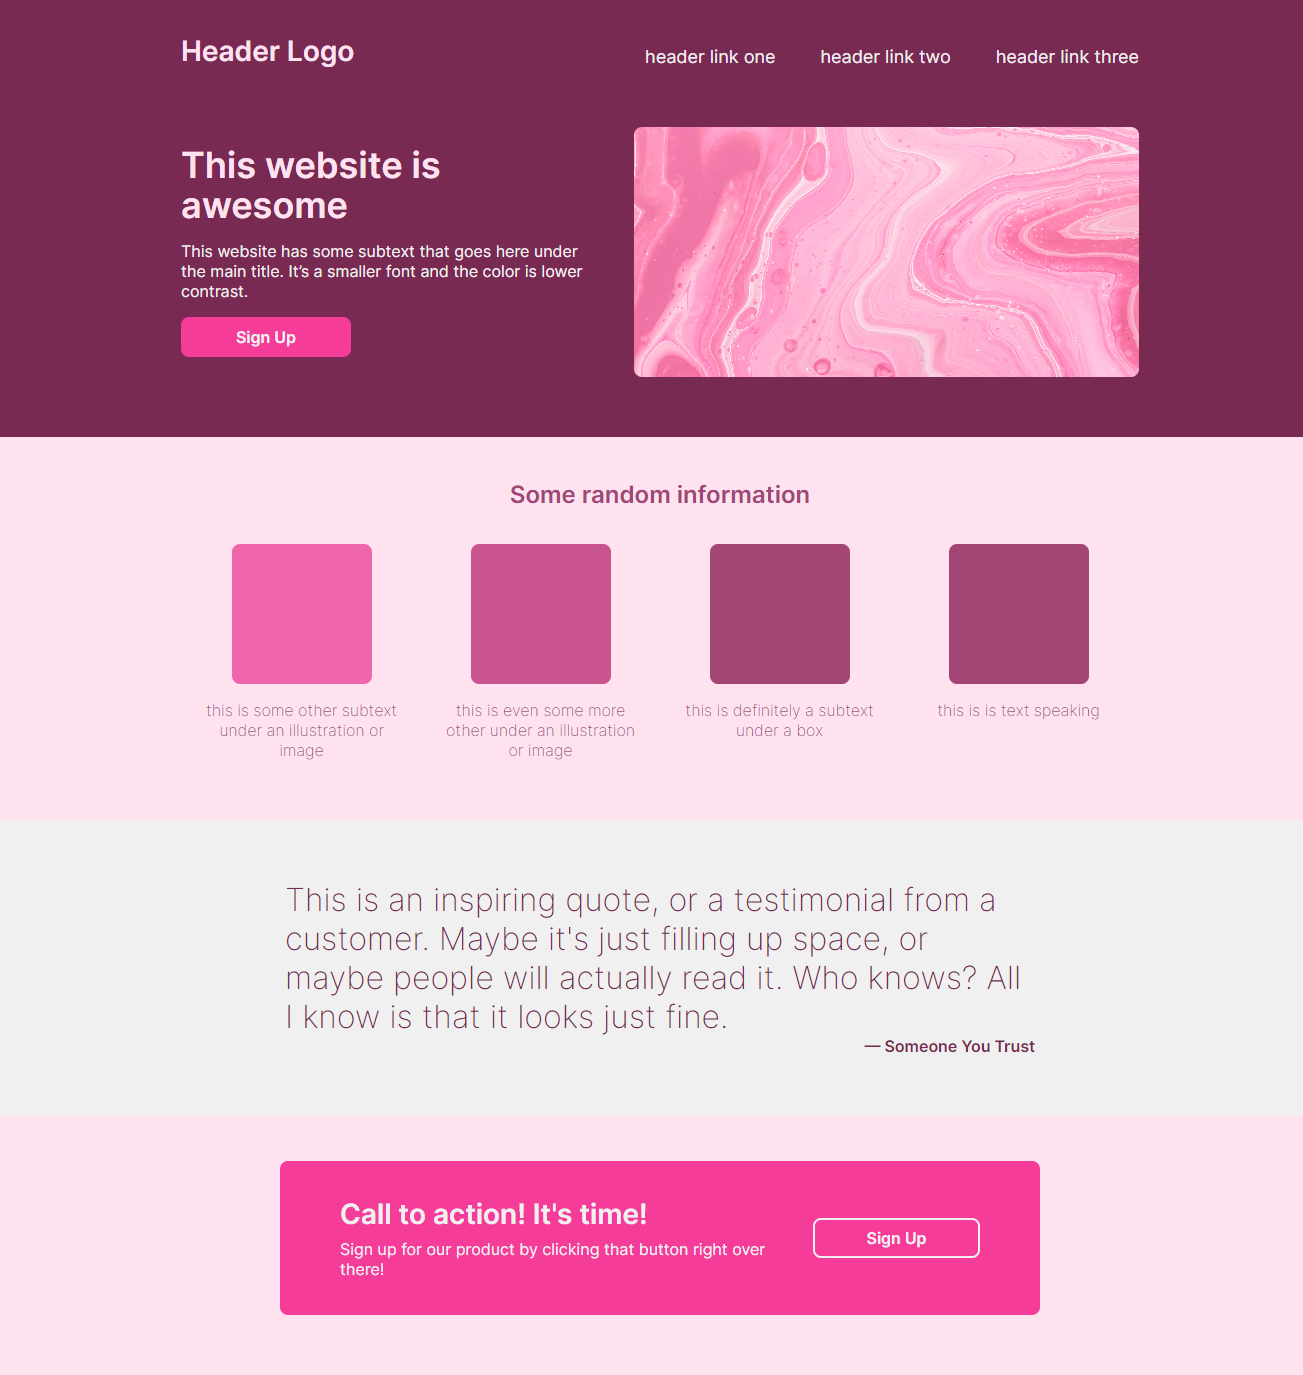 Header Logo
header link one
header link two
header link three
This website is
awesome
This website has some subtext that goes here under
the main title. It’s a smaller font and the color is lower
contrast.
Sign Up
Some random information
this is some other subtext
under an illustration or
image
this is even some more
other under an illustration
or image
this is definitely a subtext
under a box
this is is text speaking
This is an inspiring quote, or a testimonial from a
customer. Maybe it's just filling up space, or
maybe people will actually read it. Who knows? All
I know is that it looks just fine.
— Someone You Trust
Call to action! It's time!
Sign up for our product by clicking that button right over
there!
Sign Up